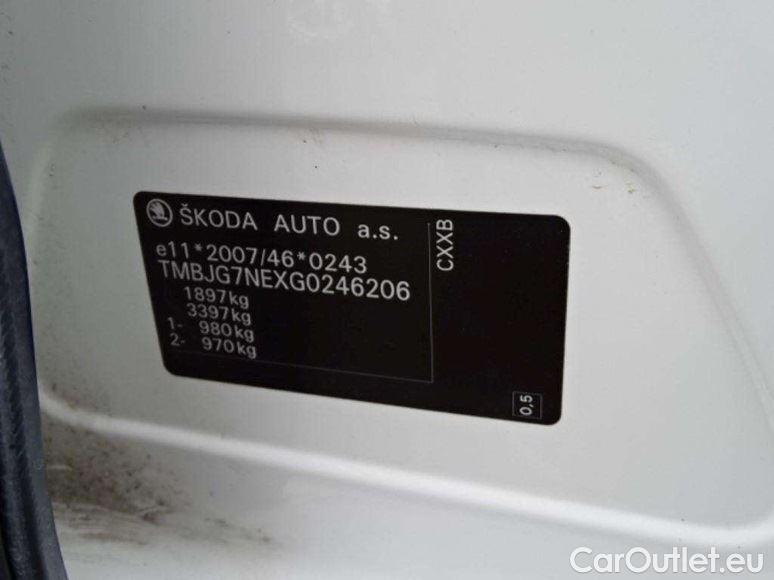 ŠKODA AUTO a.s.
e11*2007/46*0243
TMBJG7NEXG0246206
1897kg
3397kg
1- 980kg
2- 970kg
CXXB
0,5
CarOutlet.eu